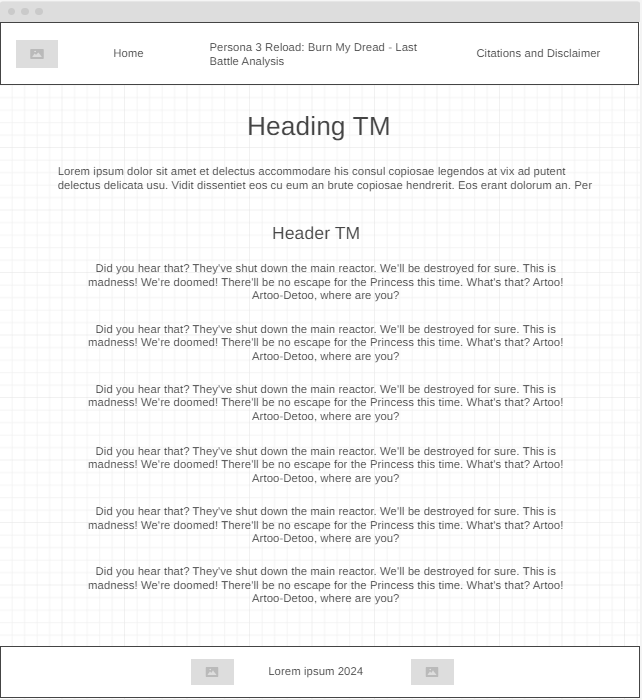 Home
Persona 3 Reload: Burn My Dread - Last
Battle Analysis
Citations and Disclaimer
Heading TM
Lorem ipsum dolor sit amet et delectus accommodare his consul copiosae legendos at vix ad putent
delectus delicata usu. Vidit dissentiet eos cu eum an brute copiosae hendrerit. Eos erant dolorum an. Per
Header TM
Did you hear that? They've shut down the main reactor. We'll be destroyed for sure. This is
madness! We're doomed! There'll be no escape for the Princess this time. What's that? Artoo!
Artoo-Detoo, where are you?
Did you hear that? They've shut down the main reactor. We'll be destroyed for sure. This is
madness! We're doomed! There'll be no escape for the Princess this time. What's that? Artoo!
Artoo-Detoo, where are you?
Did you hear that? They've shut down the main reactor. We'll be destroyed for sure. This is
madness! We're doomed! There'll be no escape for the Princess this time. What's that? Artoo!
Artoo-Detoo, where are you?
Did you hear that? They've shut down the main reactor. We'll be destroyed for sure. This is
madness! We're doomed! There'll be no escape for the Princess this time. What's that? Artoo!
Artoo-Detoo, where are you?
Did you hear that? They've shut down the main reactor. We'll be destroyed for sure. This is
madness! We're doomed! There'll be no escape for the Princess this time. What's that? Artoo!
Artoo-Detoo, where are you?
Did you hear that? They've shut down the main reactor. We'll be destroyed for sure. This is
madness! We're doomed! There'll be no escape for the Princess this time. What's that? Artoo!
Artoo-Detoo, where are you?
Lorem ipsum 2024